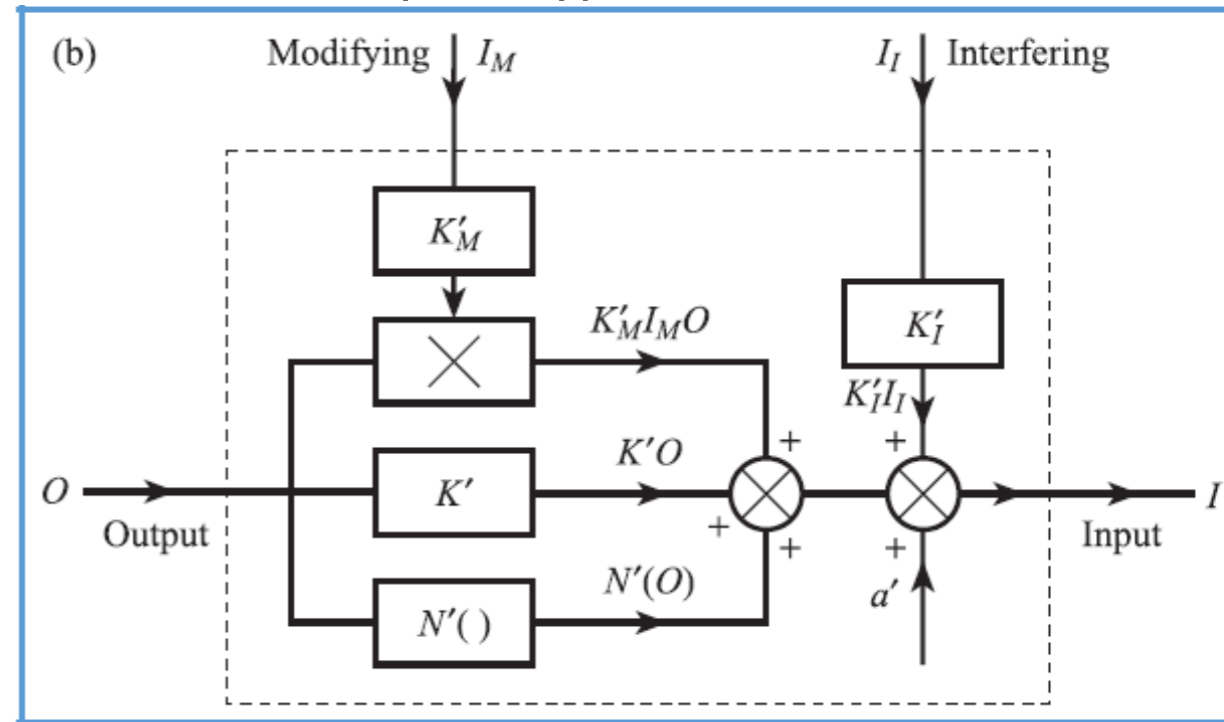 (b)
Modifying I_M
I_I Interfering
K′_M
K′_M I_M O
K′_I
K′_I I_I
+ +
O K′ K′O I
Output + + + Input
N′(O) a′
N′( )